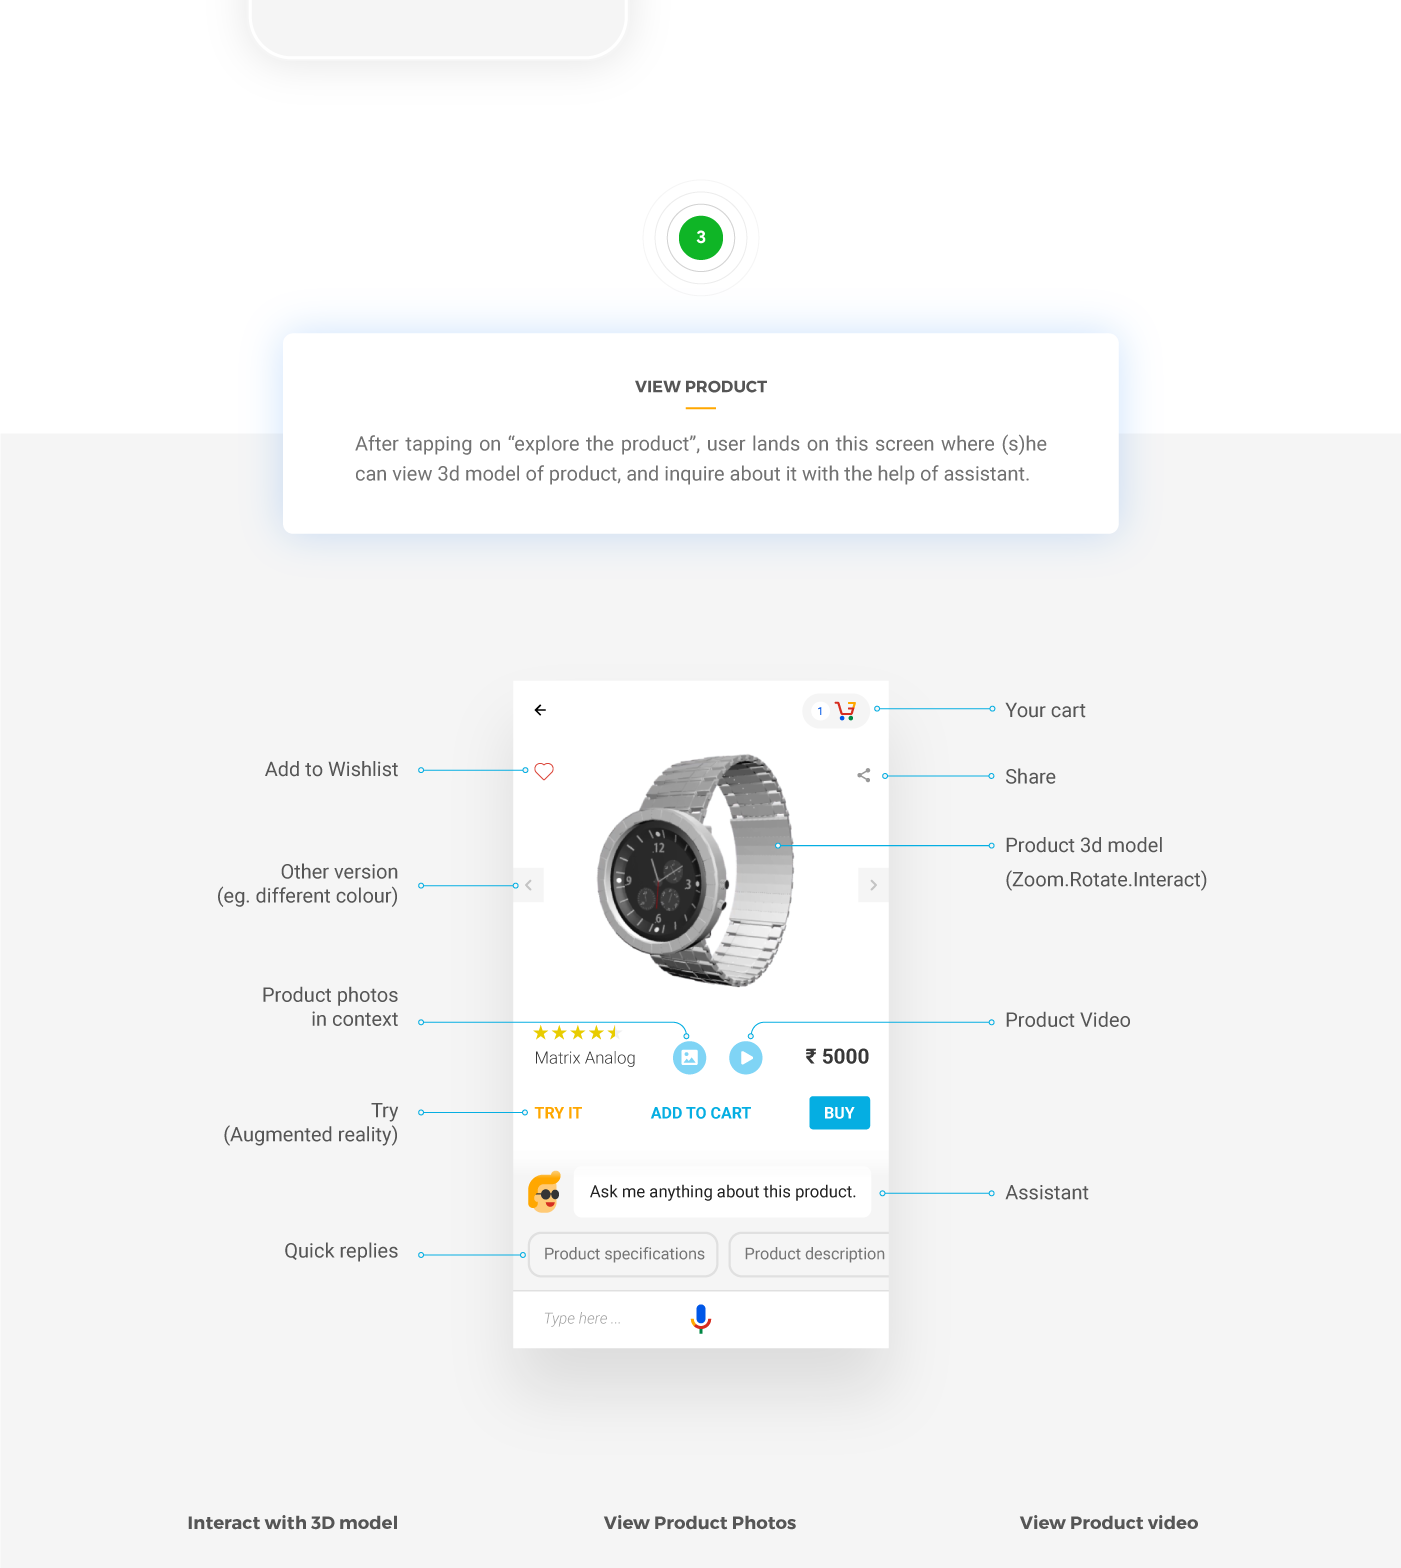 3
VIEW PRODUCT
After tapping on “explore the product”, user lands on this screen where (s)he
can view 3d model of product, and inquire about it with the help of assistant.
1
Your cart
Add to Wishlist
Share
12
9
3
6
Product 3d model
(Zoom.Rotate.Interact)
Other version
(eg. different colour)
Product photos
in context
Product Video
Matrix Analog
₹ 5000
Try
(Augmented reality)
TRY IT
ADD TO CART
BUY
Ask me anything about this product.
Assistant
Quick replies
Product specifications
Product description
Type here ...
Interact with 3D model
View Product Photos
View Product video